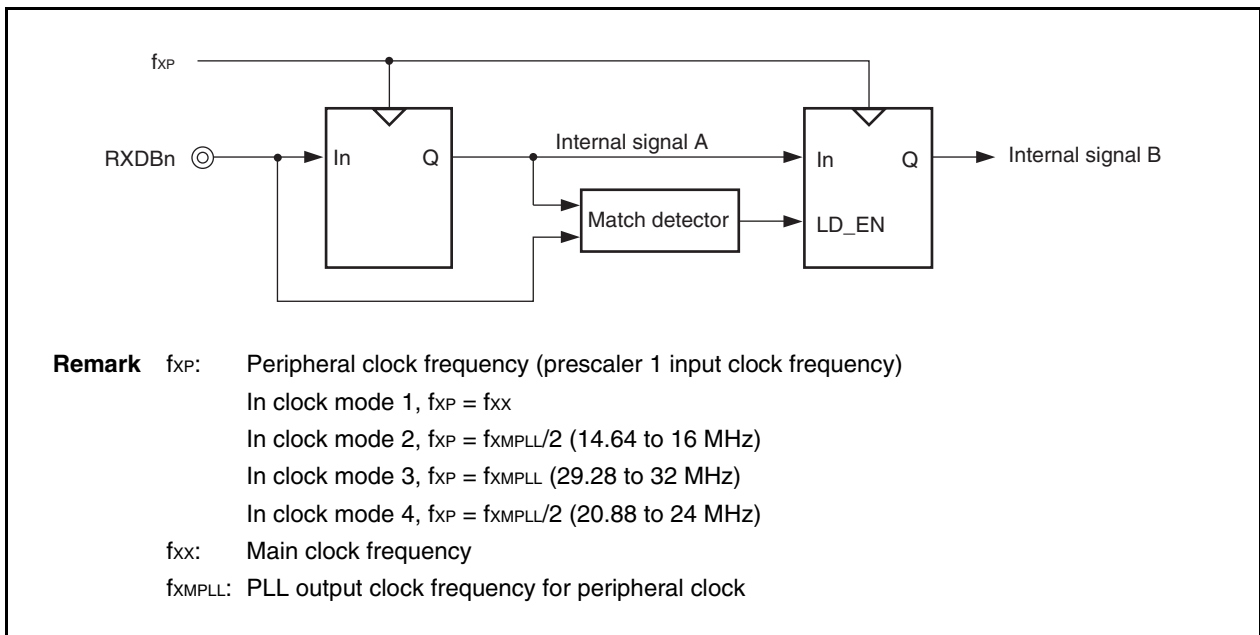 fXP
RXDBn
In
Q
Internal signal A
Match detector
In
Q
LD_EN
Internal signal B
Remark fXP: Peripheral clock frequency (prescaler 1 input clock frequency)
In clock mode 1, fXP = fXX
In clock mode 2, fXP = fXMPLL/2 (14.64 to 16 MHz)
In clock mode 3, fXP = fXMPLL (29.28 to 32 MHz)
In clock mode 4, fXP = fXMPLL/2 (20.88 to 24 MHz)
fXX: Main clock frequency
fXMPLL: PLL output clock frequency for peripheral clock